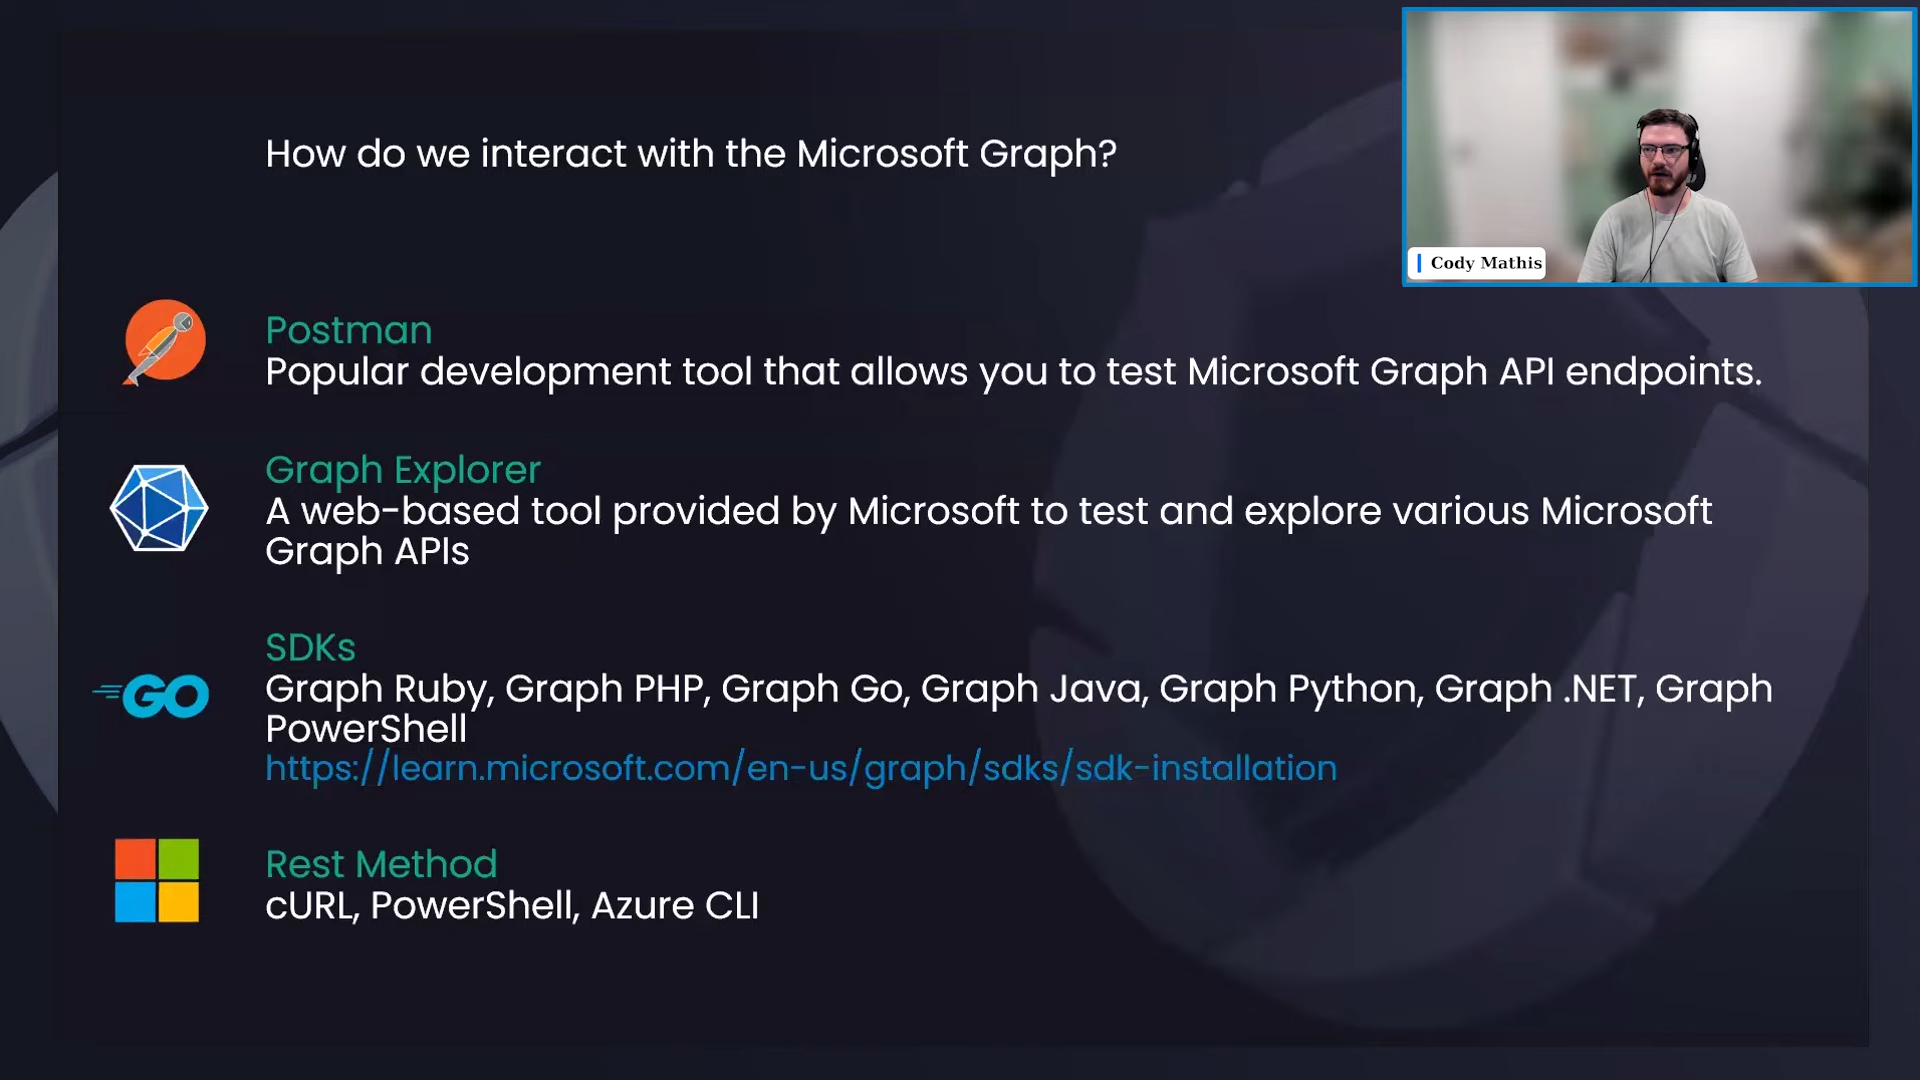 How do we interact with the Microsoft Graph?
Cody Mathis
Postman
Popular development tool that allows you to test Microsoft Graph API endpoints.
Graph Explorer
A web-based tool provided by Microsoft to test and explore various Microsoft
Graph APIs
SDKs
GO
Graph Ruby, Graph PHP, Graph Go, Graph Java, Graph Python, Graph .NET, Graph
PowerShell
https://learn.microsoft.com/en-us/graph/sdks/sdk-installation
Rest Method
cURL, PowerShell, Azure CLI